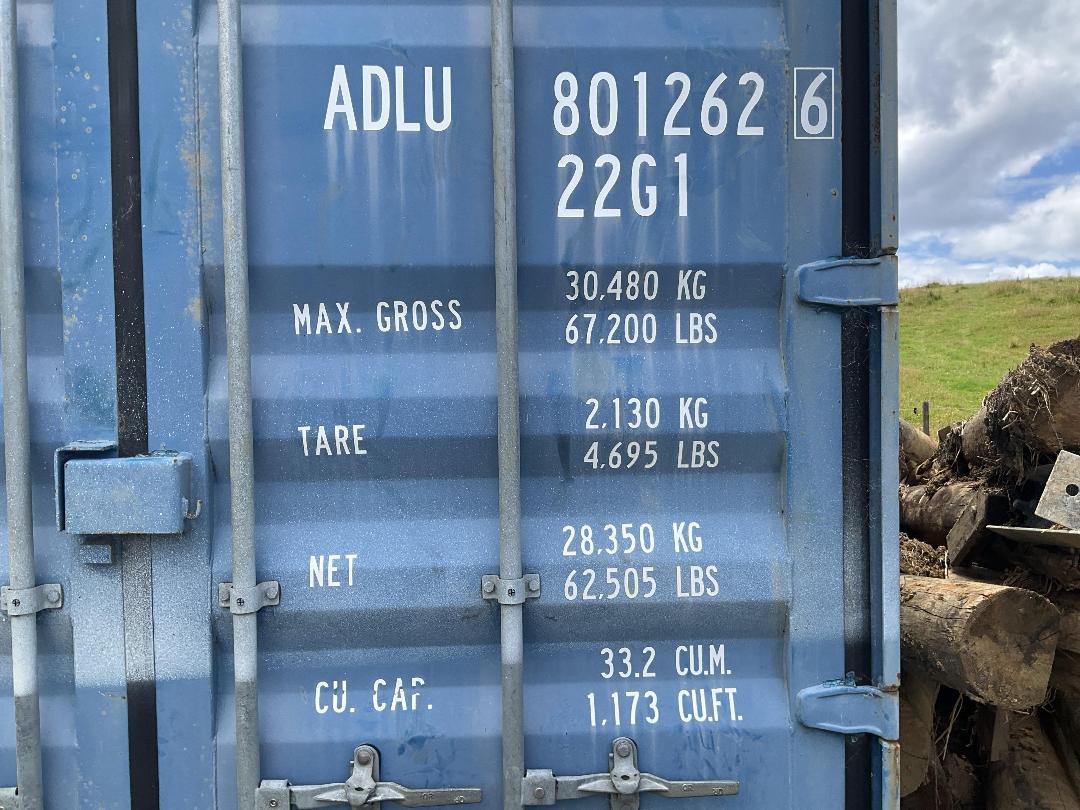 ADLU 801262 6
22G1
MAX. GROSS 30,480 KG
67,200 LBS
TARE 2,130 KG
4,695 LBS
NET 28,350 KG
62,505 LBS
CU. CAP. 33.2 CU.M.
1,173 CU.FT.